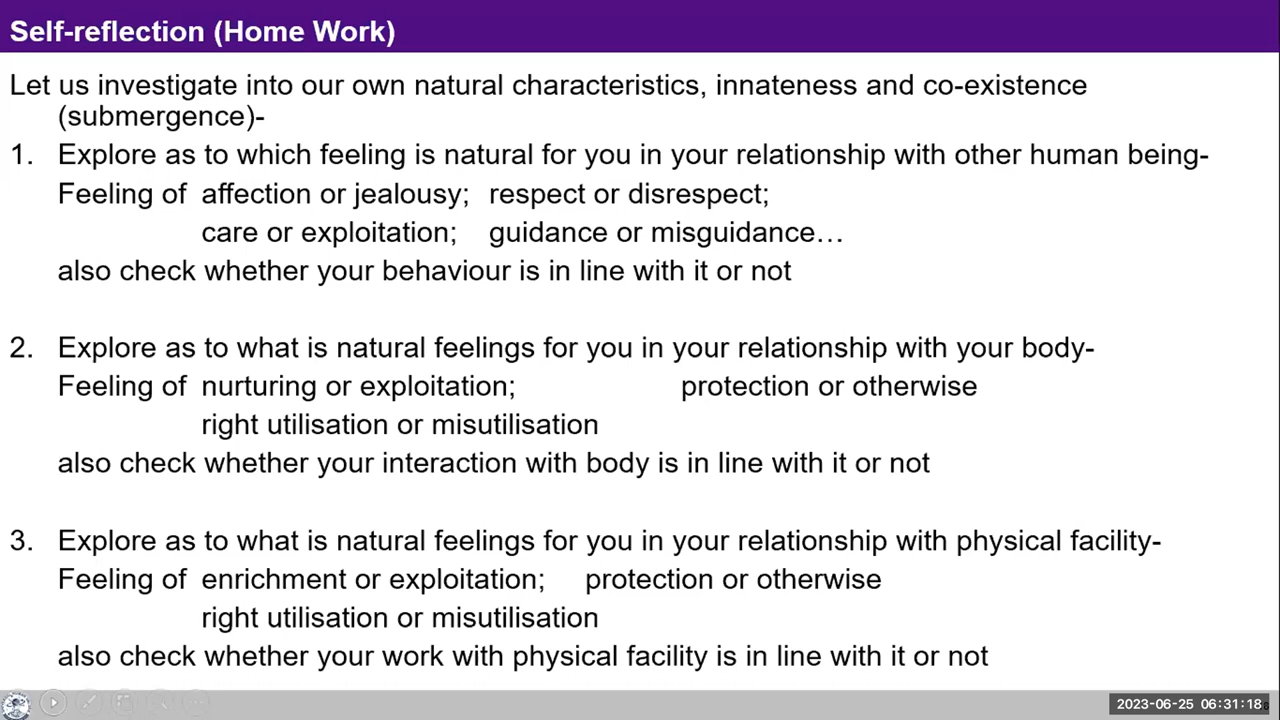 Self-reflection (Home Work)
Let us investigate into our own natural characteristics, innateness and co-existence
(submergence)-
1. Explore as to which feeling is natural for you in your relationship with other human being-
Feeling of affection or jealousy; respect or disrespect;
care or exploitation; guidance or misguidance…
also check whether your behaviour is in line with it or not
2. Explore as to what is natural feelings for you in your relationship with your body-
Feeling of nurturing or exploitation; protection or otherwise
right utilisation or misutilisation
also check whether your interaction with body is in line with it or not
3. Explore as to what is natural feelings for you in your relationship with physical facility-
Feeling of enrichment or exploitation; protection or otherwise
right utilisation or misutilisation
also check whether your work with physical facility is in line with it or not
2023-06-25 06:31:18